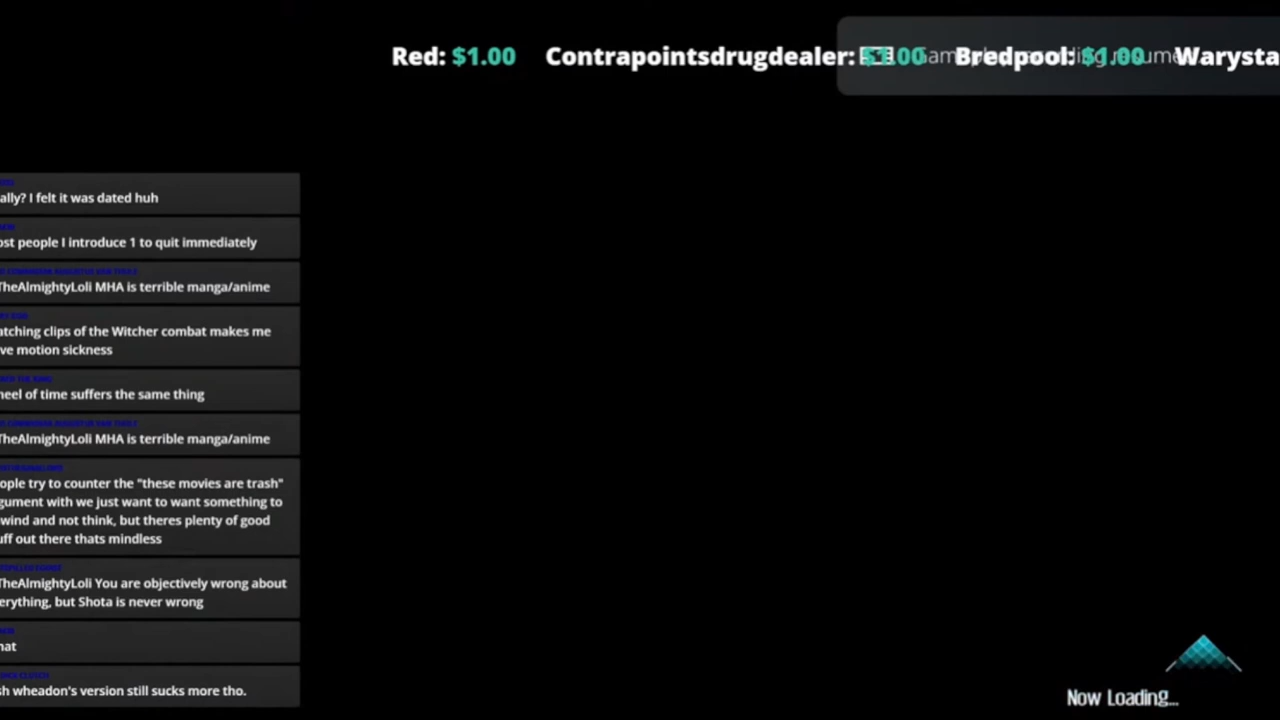 Red: $1.00 Contrapointsdrugdealer: $1.00 Bredpool: $1.00 Warysta
ally? I felt it was dated huh
ost people I introduce 1 to quit immediately
TheAlmightyLoli MHA is terrible manga/anime
atching clips of the Witcher combat makes me
ve motion sickness
heel of time suffers the same thing
TheAlmightyLoli MHA is terrible manga/anime
ople try to counter the "these movies are trash"
gument with we just want to want something to
wind and not think, but theres plenty of good
uff out there thats mindless
TheAlmightyLoli You are objectively wrong about
erything, but Shota is never wrong
hat
sh wheadon's version still sucks more tho.
Now Loading...